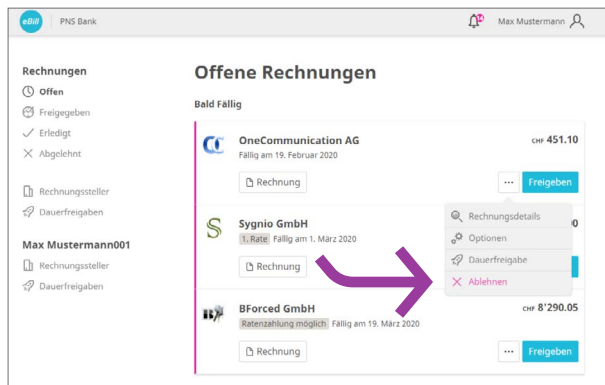 eBill PNS Bank Max Mustermann
Rechnungen
Offen
Freigegeben
Erledigt
Abgelehnt
Rechnungssteller
Dauerfreigaben
Max Mustermann001
Rechnungssteller
Dauerfreigaben
Offene Rechnungen
Bald Fällig
OneCommunication AG CHF 451.10
Fällig am 19. Februar 2020
Rechnung ... Freigeben
Rechnungsdetails
Optionen
Dauerfreigabe
Ablehnen
Sygnio GmbH
1. Rate Fällig am 1. März 2020
Rechnung
BForced GmbH CHF 8'290.05
Ratenzahlung möglich Fällig am 19. März 2020
Rechnung ... Freigeben